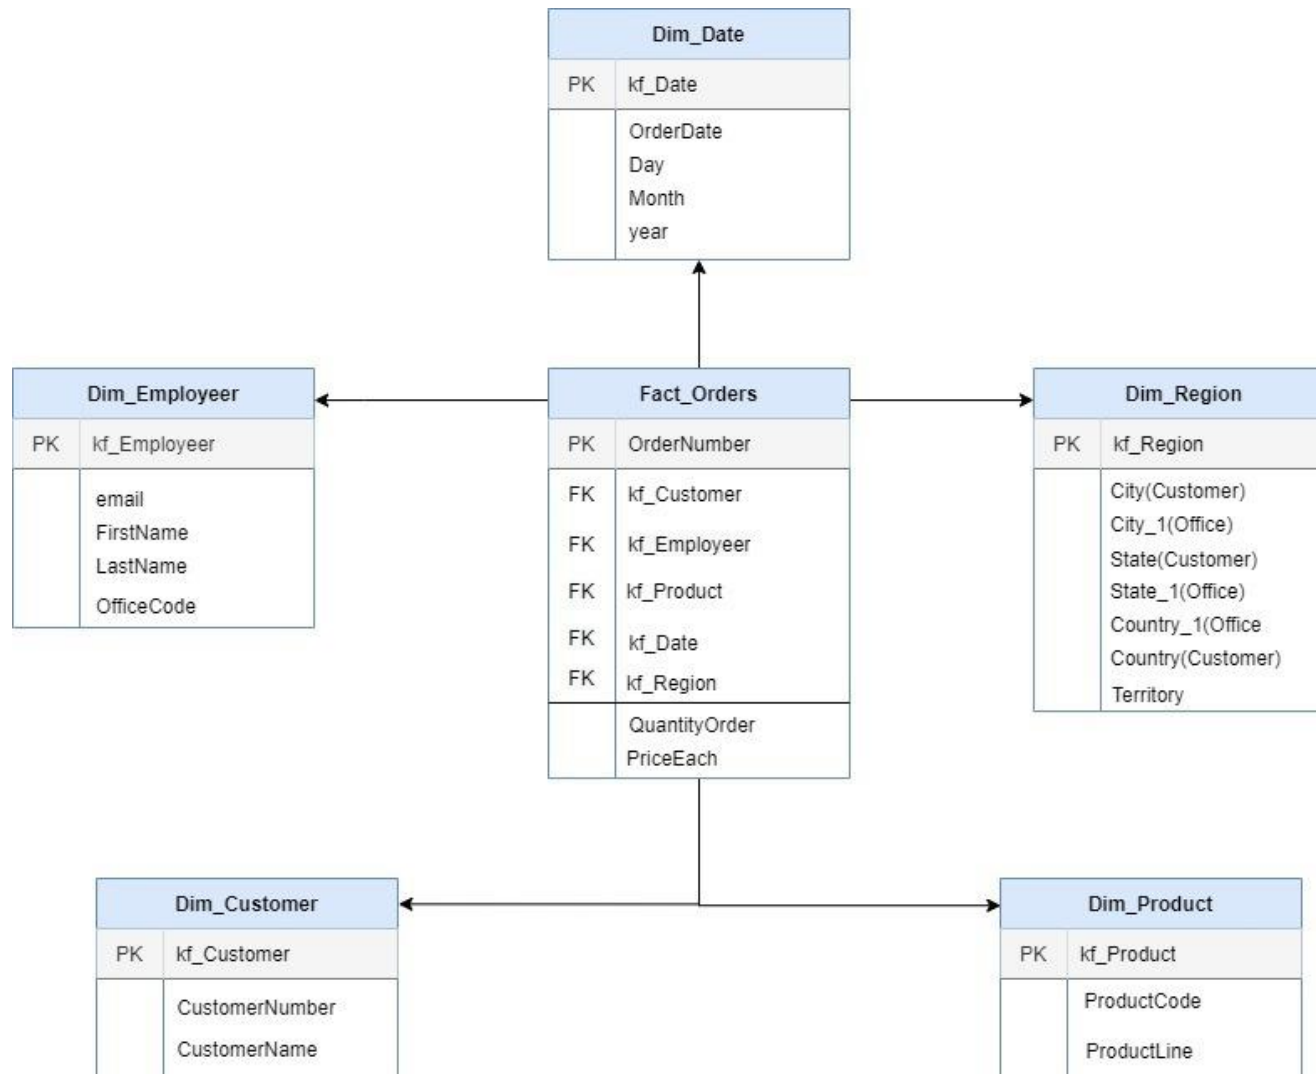 Dim_Date
PK kf_Date
OrderDate
Day
Month
year
Dim_Employeer
PK kf_Employeer
email
FirstName
LastName
OfficeCode
Fact_Orders
PK OrderNumber
FK kf_Customer
FK kf_Employeer
FK kf_Product
FK kf_Date
FK kf_Region
QuantityOrder
PriceEach
Dim_Region
PK kf_Region
City(Customer)
City_1(Office)
State(Customer)
State_1(Office)
Country_1(Office
Country(Customer)
Territory
Dim_Customer
PK kf_Customer
CustomerNumber
CustomerName
Dim_Product
PK kf_Product
ProductCode
ProductLine